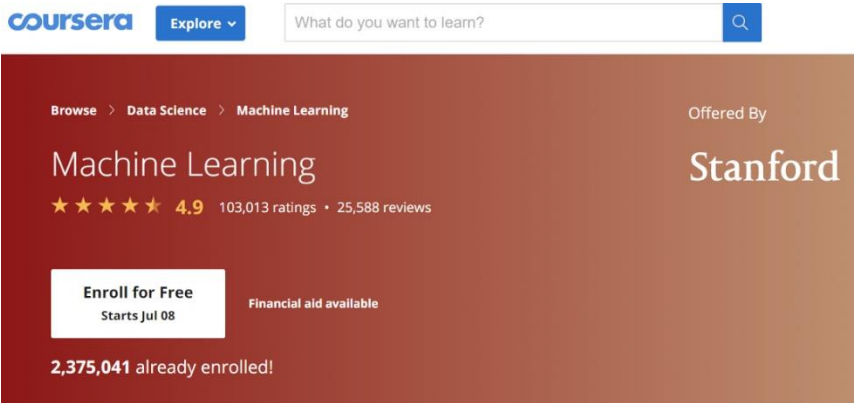 coursera Explore What do you want to learn?
Browse > Data Science > Machine Learning
Offered By
Machine Learning
Stanford
4.9 103,013 ratings • 25,588 reviews
Enroll for Free
Starts Jul 08
Financial aid available
2,375,041 already enrolled!